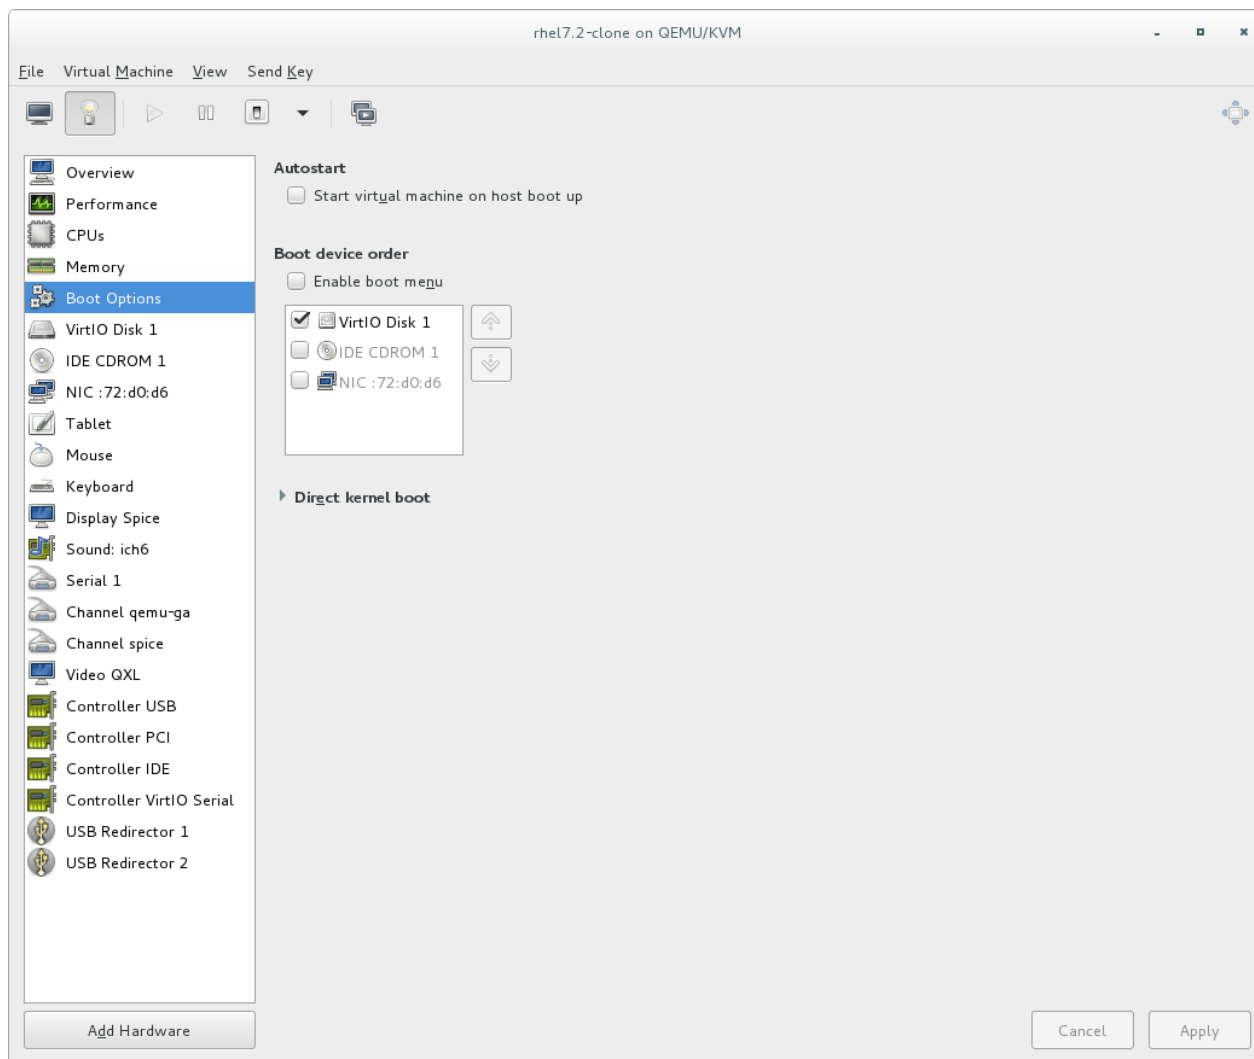 rhel7.2-clone on QEMU/KVM
File Virtual Machine View Send Key
Overview
Performance
CPUs
Memory
Boot Options
VirtIO Disk 1
IDE CDROM 1
NIC :72:d0:d6
Tablet
Mouse
Keyboard
Display Spice
Sound: ich6
Serial 1
Channel qemu-ga
Channel spice
Video QXL
Controller USB
Controller PCI
Controller IDE
Controller VirtIO Serial
USB Redirector 1
USB Redirector 2
Add Hardware
Autostart
Start virtual machine on host boot up
Boot device order
Enable boot menu
VirtIO Disk 1
IDE CDROM 1
NIC :72:d0:d6
Direct kernel boot
Cancel Apply